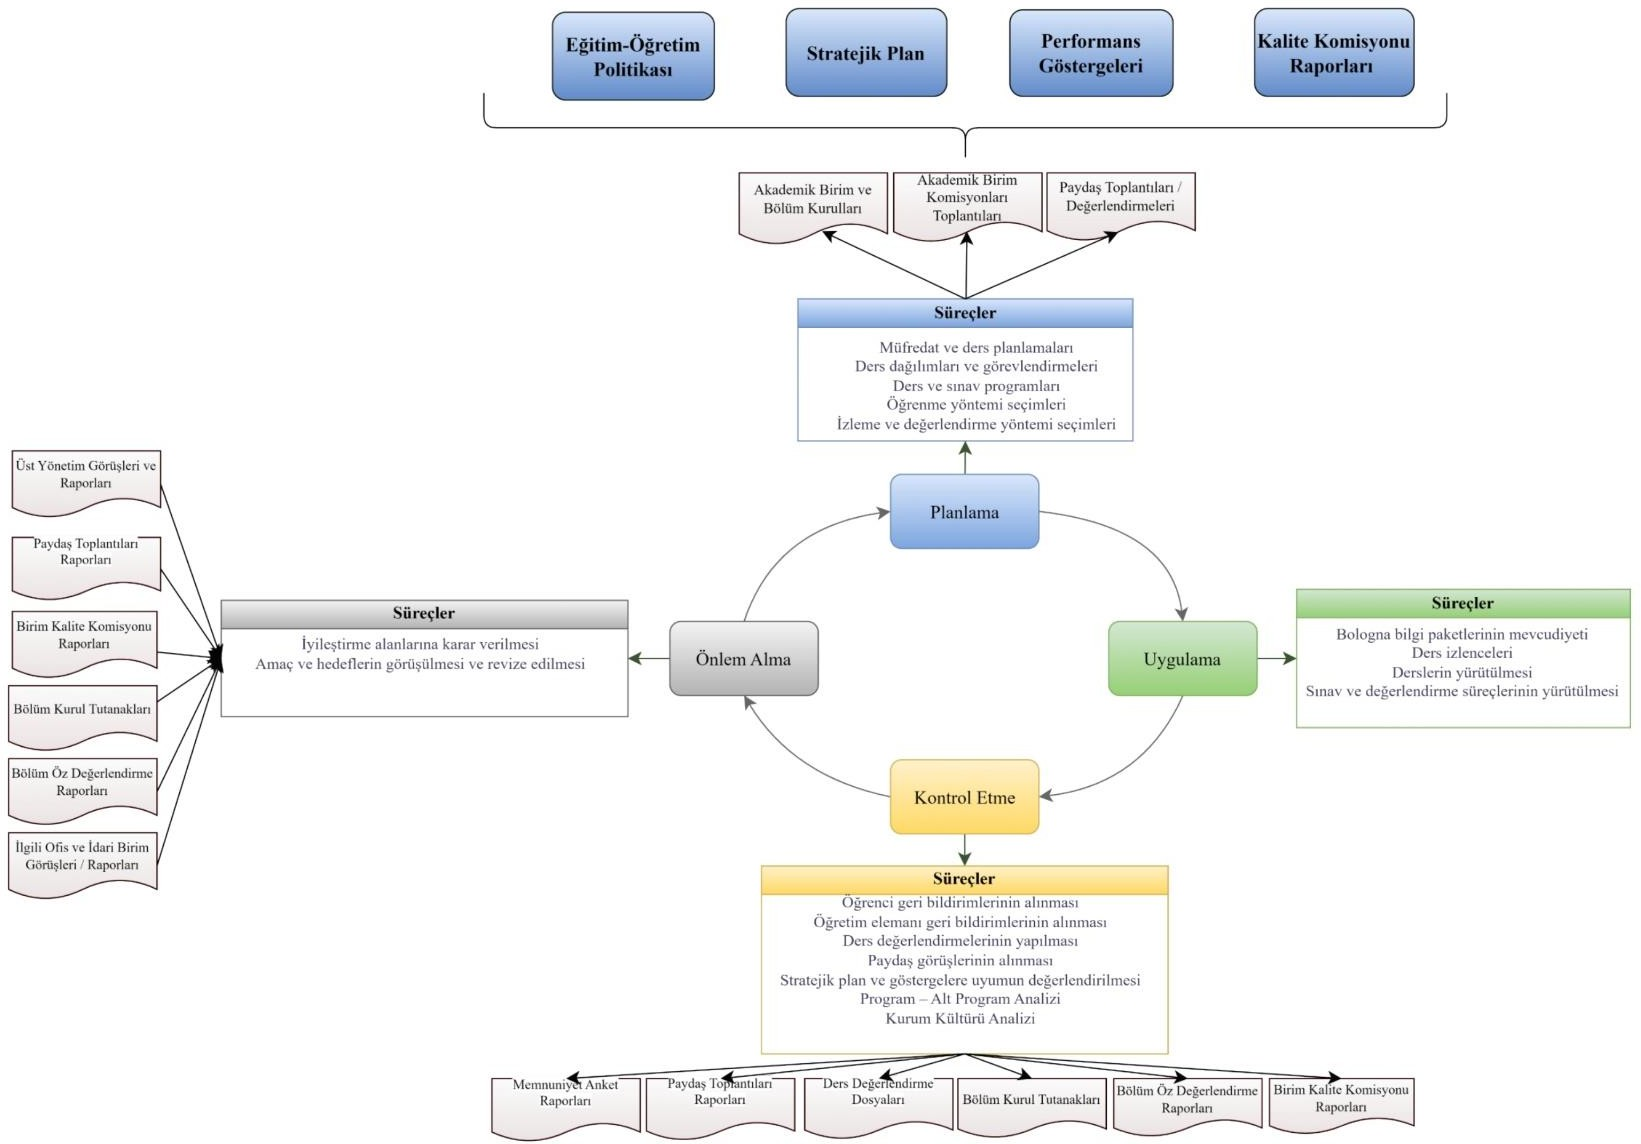 Eğitim-Öğretim
Politikası
Stratejik Plan
Performans
Göstergeleri
Kalite Komisyonu
Raporları
Akademik Birim ve
Bölüm Kurulları
Akademik Birim
Komisyonları
Toplantıları
Paydaş Toplantıları /
Değerlendirmeleri
Süreçler
Müfredat ve ders planlamaları
Ders dağılımları ve görevlendirmeleri
Ders ve sınav programları
Öğrenme yöntemi seçimleri
İzleme ve değerlendirme yöntemi seçimleri
Planlama
Üst Yönetim Görüşleri ve
Raporları
Paydaş Toplantıları
Raporları
Birim Kalite Komisyonu
Raporları
Bölüm Kurul Tutanakları
Bölüm Öz Değerlendirme
Raporları
İlgili Ofis ve İdari Birim
Görüşleri / Raporları
Süreçler
İyileştirme alanlarına karar verilmesi
Amaç ve hedeflerin görüşülmesi ve revize edilmesi
Önlem Alma
Uygulama
Süreçler
Bologna bilgi paketlerinin mevcudiyeti
Ders izlenceleri
Derslerin yürütülmesi
Sınav ve değerlendirme süreçlerinin yürütülmesi
Kontrol Etme
Süreçler
Öğrenci geri bildirimlerinin alınması
Öğretim elemanı geri bildirimlerinin alınması
Ders değerlendirmelerinin yapılması
Paydaş görüşlerinin alınması
Stratejik plan ve göstergelere uyumun değerlendirilmesi
Program – Alt Program Analizi
Kurum Kültürü Analizi
Memnuniyet Anket
Raporları
Paydaş Toplantıları
Raporları
Ders Değerlendirme
Dosyaları
Bölüm Kurul Tutanakları
Bölüm Öz Değerlendirme
Raporları
Birim Kalite Komisyonu
Raporları